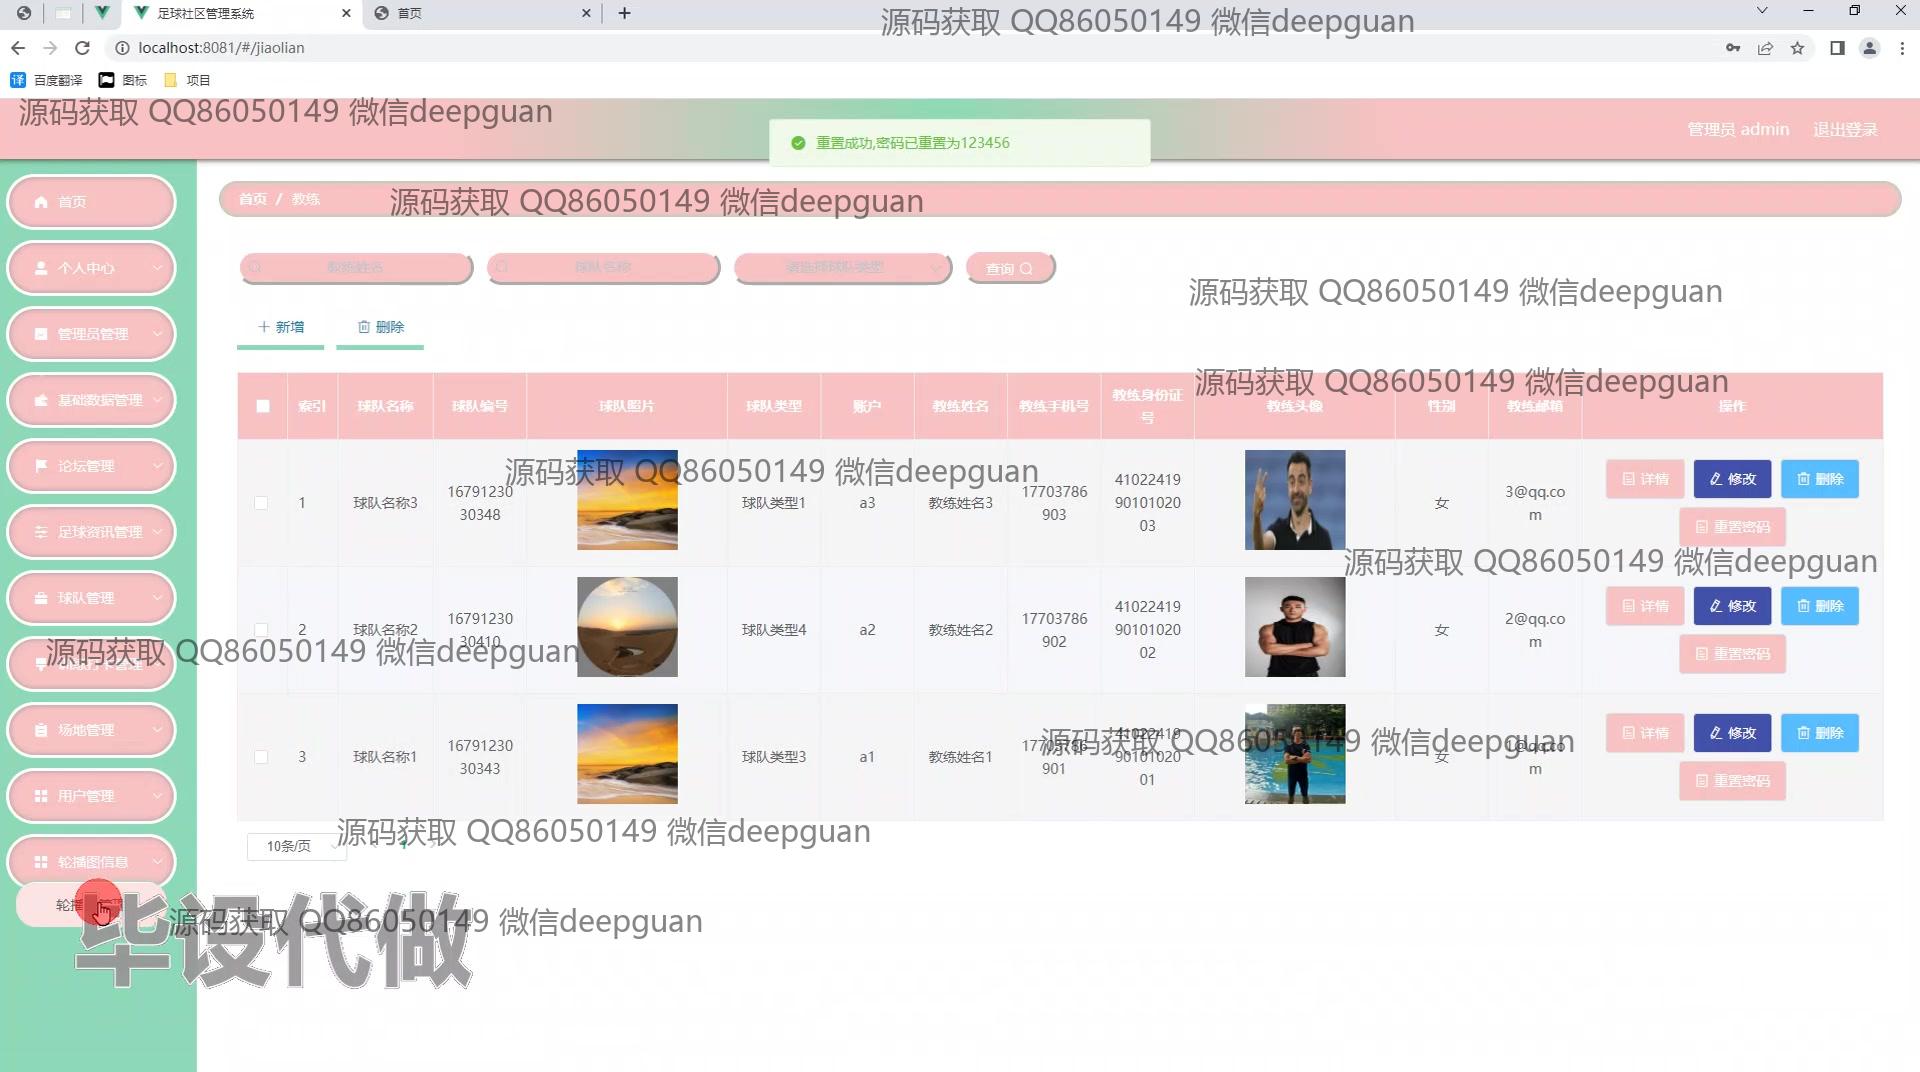 足球社区管理系统
首页
源码获取 QQ86050149 微信deepguan
localhost:8081/#/jiaolian
百度翻译 图标 项目
源码获取 QQ86050149 微信deepguan
重置成功,密码已重置为123456
管理员 admin 退出登录
首页 / 教练
源码获取 QQ86050149 微信deepguan
首页
个人中心
管理员管理
基础数据管理
论坛管理
足球资讯管理
球队管理
场地管理
用户管理
轮播图信息
教练姓名 球队名称 请选择球队类型 查询
源码获取 QQ86050149 微信deepguan
新增 删除
源码获取 QQ86050149 微信deepguan
索引 球队名称 球队编号 球队照片 球队类型 账户 教练姓名 教练手机号 教练身份证号 教练头像 性别 教练邮箱 操作
源码获取 QQ86050149 微信deepguan
1 球队名称3 1679123030348 球队类型1 a3 教练姓名3 17703786903 410224199010102003 女 3@qq.com 详情 修改 删除
重置密码
源码获取 QQ86050149 微信deepguan
2 球队名称2 1679123030410 球队类型4 a2 教练姓名2 17703786902 410224199010102002 女 2@qq.com 详情 修改 删除
重置密码
源码获取 QQ86050149 微信deepguan
3 球队名称1 1679123030343 球队类型3 a1 教练姓名1 17703786901 410224199010102001 女 1@qq.com 详情 修改 删除
重置密码
源码获取 QQ86050149 微信deepguan
10条/页 1
源码获取 QQ86050149 微信deepguan
源码获取 QQ86050149 微信deepguan
毕设代做